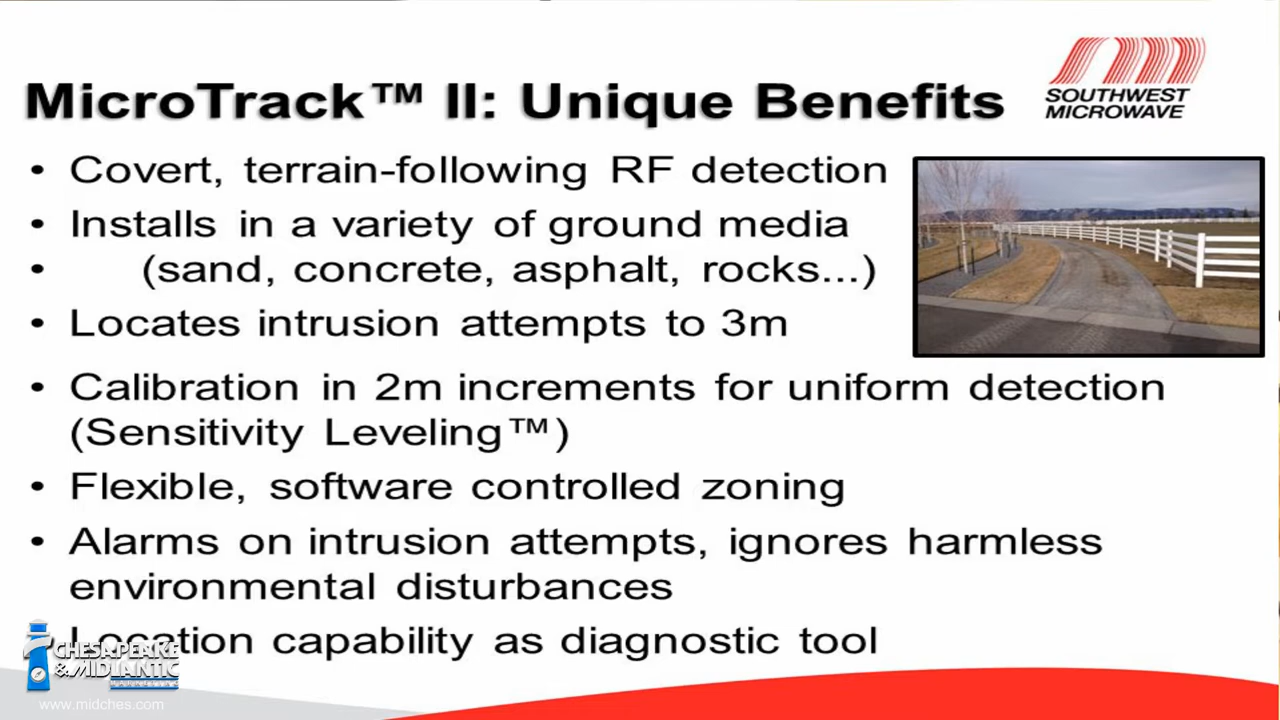 MicroTrack™ II: Unique Benefits
SOUTHWEST
MICROWAVE
• Covert, terrain-following RF detection
• Installs in a variety of ground media
• (sand, concrete, asphalt, rocks...)
• Locates intrusion attempts to 3m
• Calibration in 2m increments for uniform detection
(Sensitivity Leveling™)
• Flexible, software controlled zoning
• Alarms on intrusion attempts, ignores harmless
environmental disturbances
Location capability as diagnostic tool
CHESAPEAKE
& MIDLANTIC
www.midches.com